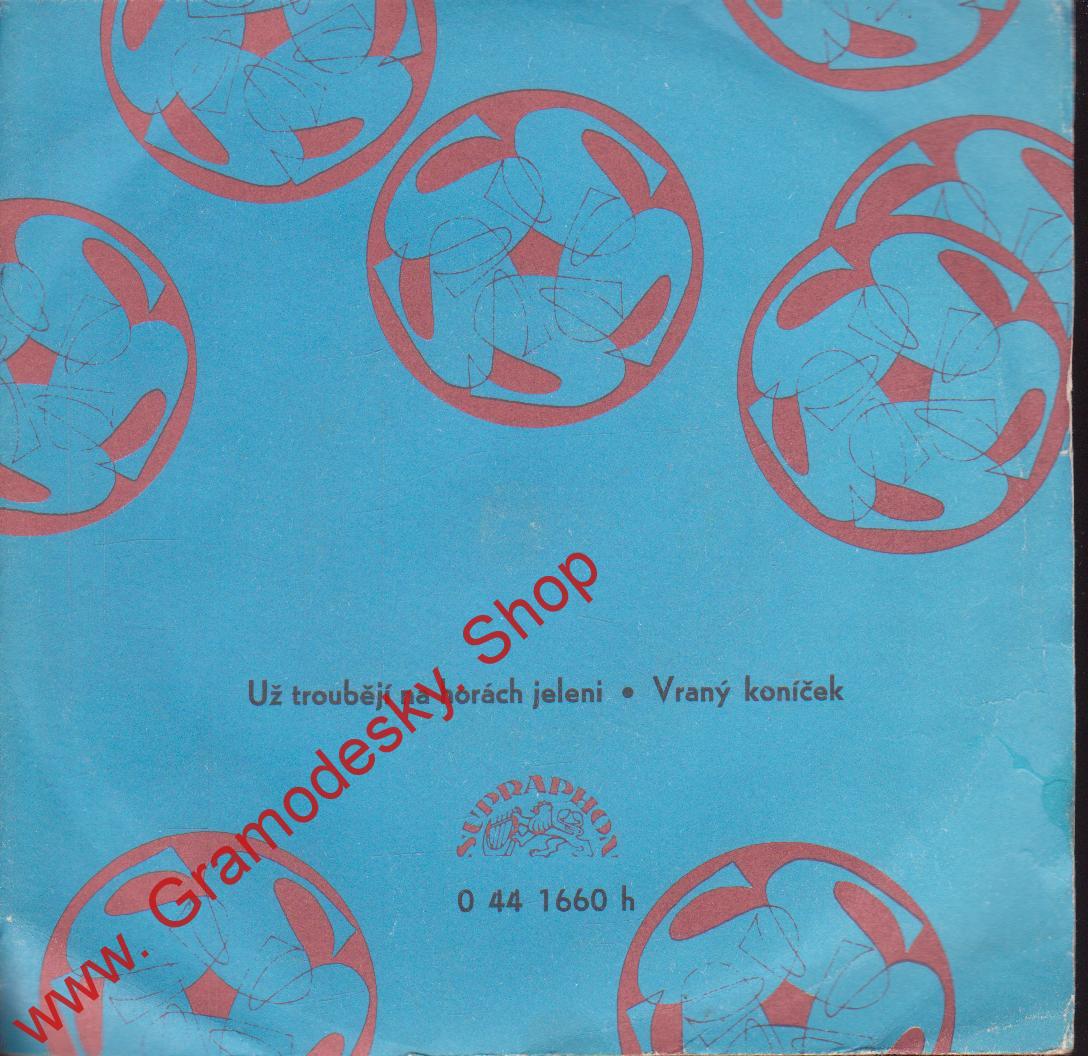 Už troubějí na horách jeleni • Vraný koníček
SUPRAPHON
0 44 1660 h
www. Gramodesky. Shop